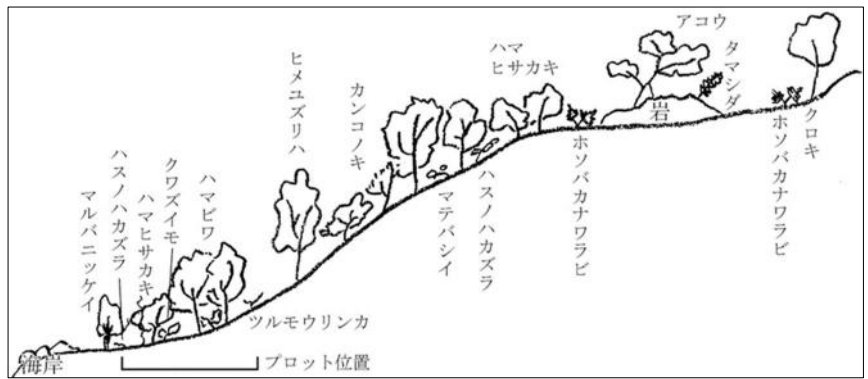 マルバニッケイ
ハスノハカズラ
ハマヒサカキ
クワズイモ
ハマビワ
ツルモウリンカ
ヒメユズリハ
カンコノキ
マテバシイ
ハスノハカズラ
ハマ
ヒサカキ
ホソバカナワラビ
アコウ
岩
タマシダ
ホソバカナワラビ
クロキ
海岸
プロット位置